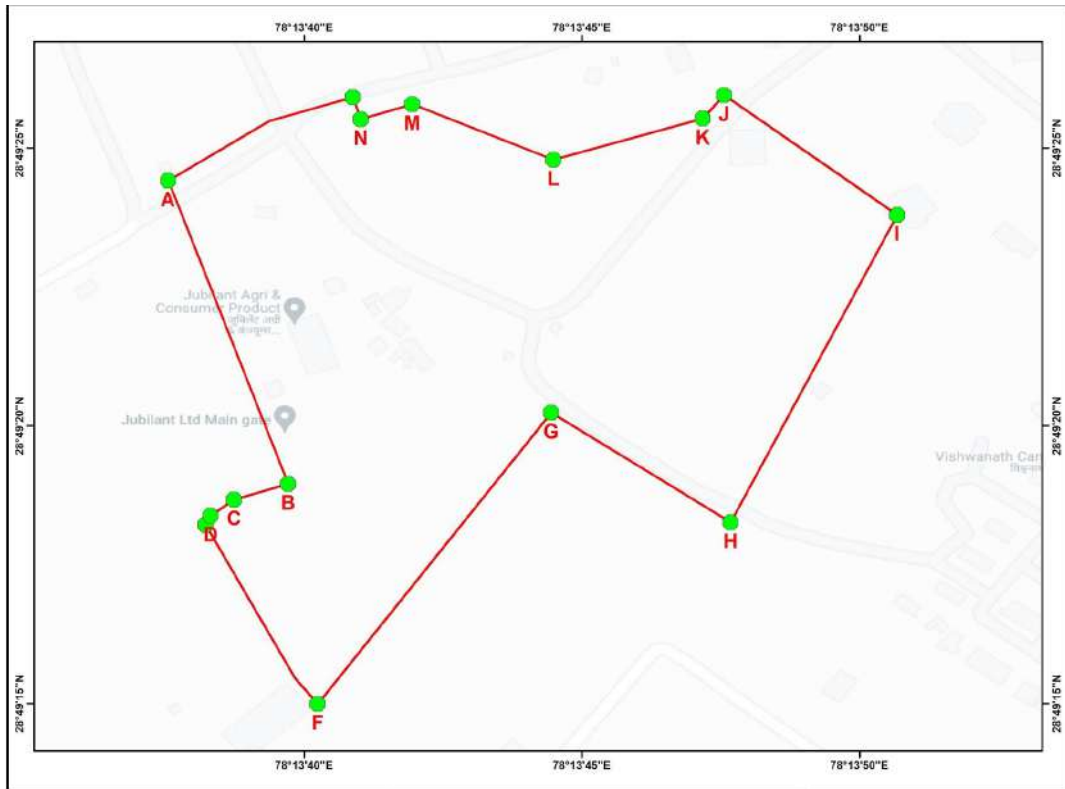 78°13'40"E 78°13'45"E 78°13'50"E
J
N M K
28°49'25"N 28°49'25"N
L
A
I
Jubilant Agri &
Consumer Product
28°49'20"N Jubilant Ltd Main gate 28°49'20"N
G
Vishwanath
B
C
D H
28°49'15"N 28°49'15"N
F
78°13'40"E 78°13'45"E 78°13'50"E